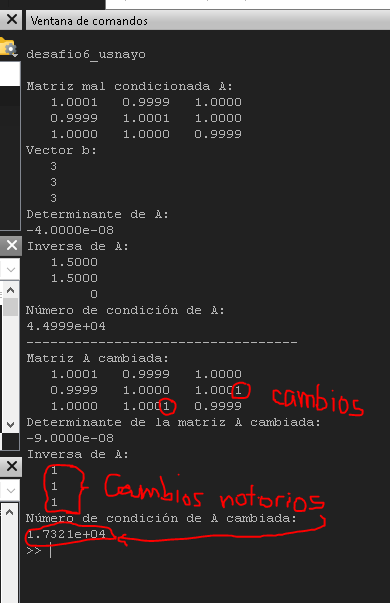 Ventana de comandos
desafio6_usnayo
Matriz mal condicionada A:
1.0001 0.9999 1.0000
0.9999 1.0001 1.0000
1.0000 1.0000 0.9999
Vector b:
3
3
3
Determinante de A:
-4.0000e-08
Inversa de A:
1.5000
1.5000
0
Número de condición de A:
4.4999e+04
---------------------------------
Matriz A cambiada:
1.0001 0.9999 1.0000
0.9999 1.0000 1.0001
cambios
1.0000 1.0001 0.9999
Determinante de la matriz A cambiada:
-9.0000e-08
Inversa de A:
1
1
1
Cambios notorios
Número de condición de A cambiada:
1.7321e+04
>>